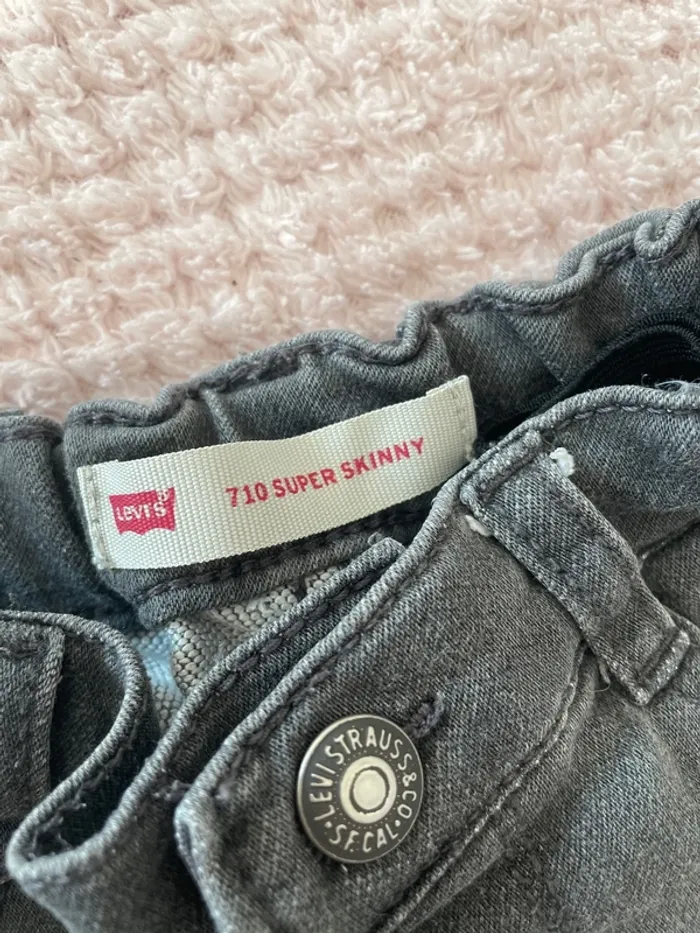 Levi's®
710 SUPER SKINNY
LEVI STRAUSS & CO.
• S.F. CAL •